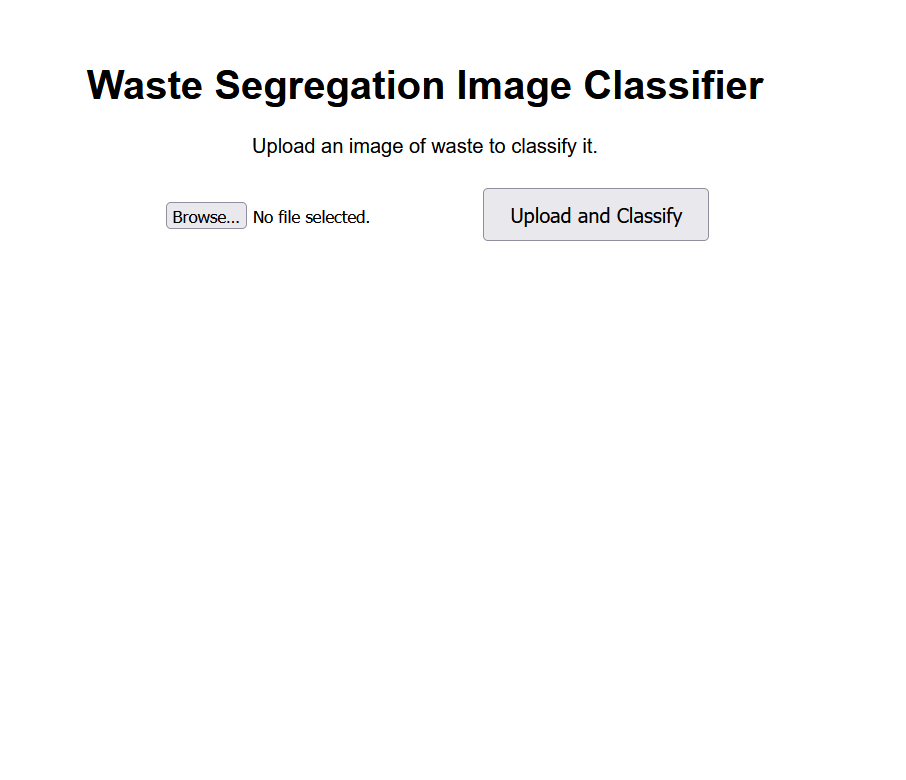 Waste Segregation Image Classifier
Upload an image of waste to classify it.
Browse... No file selected. Upload and Classify